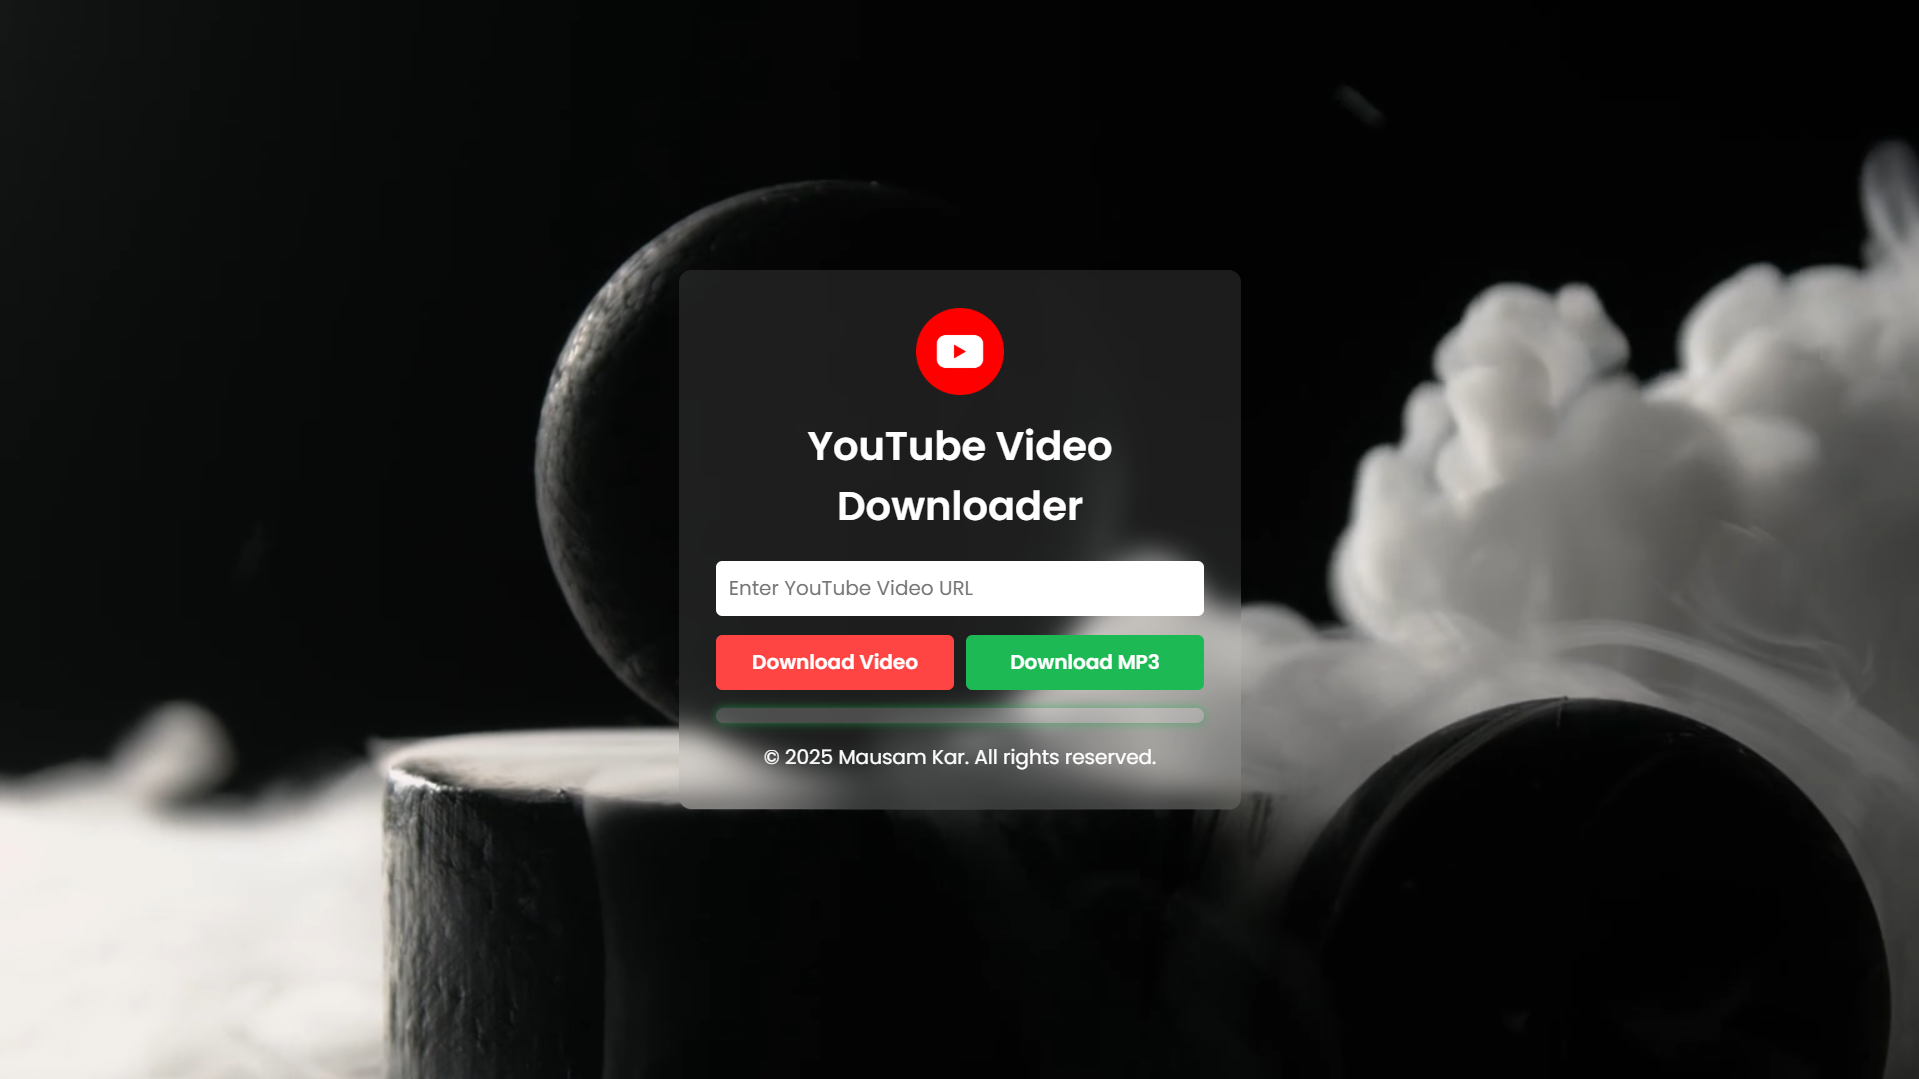 YouTube Video
Downloader
Enter YouTube Video URL
Download Video
Download MP3
© 2025 Mausam Kar. All rights reserved.